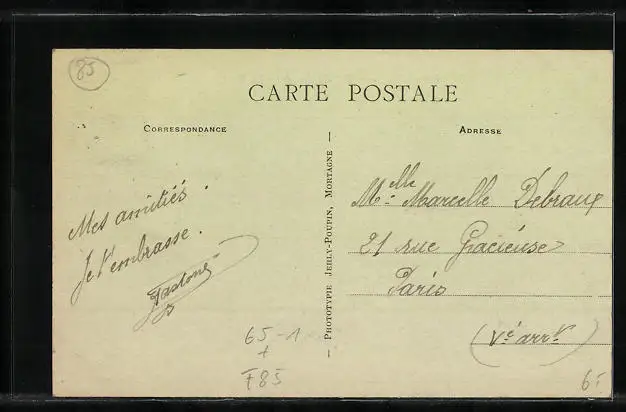 85
CARTE POSTALE
CORRESPONDANCE
ADRESSE
Mes amitiés.
Je t'embrasse.
— PHOTOTYPIE JEHLY-POUPIN, MORTAGNE —
Mlle Marcelle Debraux
21 rue Gracieuse
Paris
(Ve arrt)
65-1
+
F85
6.-